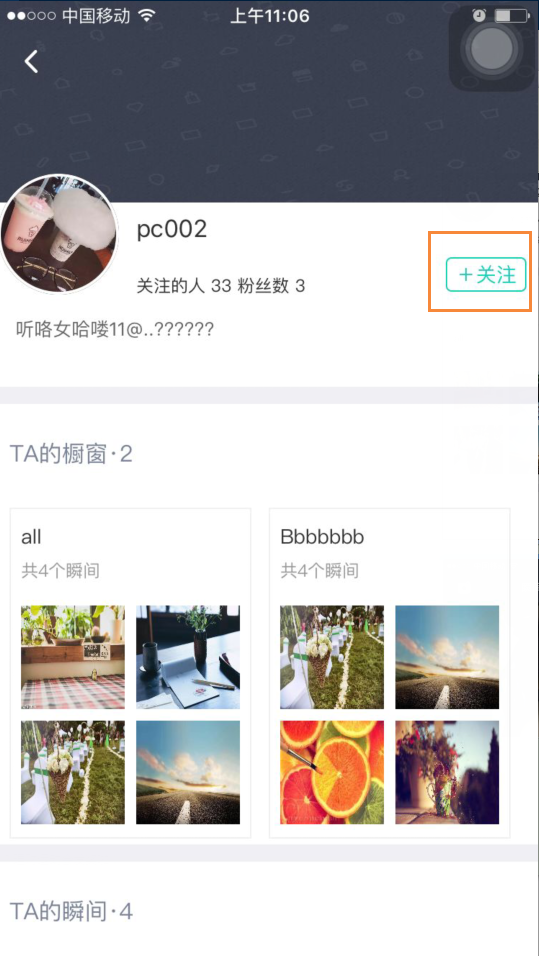 中国移动 上午11:06
pc002
+关注
关注的人 33 粉丝数 3
听咯女哈喽11@..??????
TA的橱窗·2
all
Bbbbbbb
共4个瞬间
共4个瞬间
TA的瞬间·4